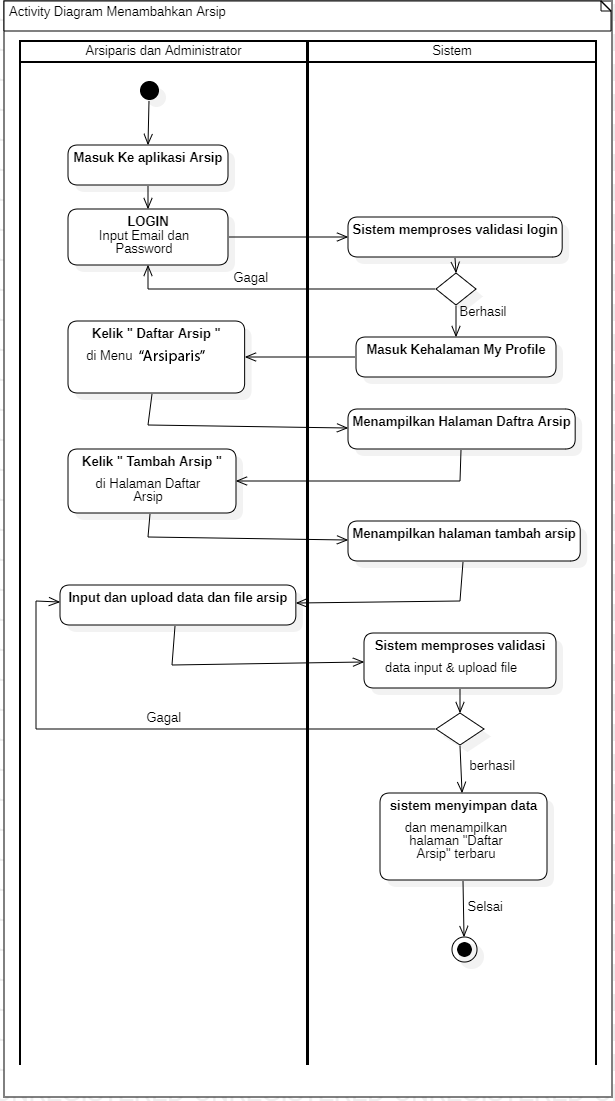 Activity Diagram Menambahkan Arsip
Arsiparis dan Administrator
Sistem
Masuk Ke aplikasi Arsip
LOGIN
Input Email dan
Password
Sistem memproses validasi login
Gagal
Berhasil
Kelik " Daftar Arsip "
di Menu “Arsiparis”
Masuk Kehalaman My Profile
Menampilkan Halaman Daftra Arsip
Kelik " Tambah Arsip "
di Halaman Daftar
Arsip
Menampilkan halaman tambah arsip
Input dan upload data dan file arsip
Sistem memproses validasi
data input & upload file
Gagal
berhasil
sistem menyimpan data
dan menampilkan
halaman "Daftar
Arsip" terbaru
Selsai